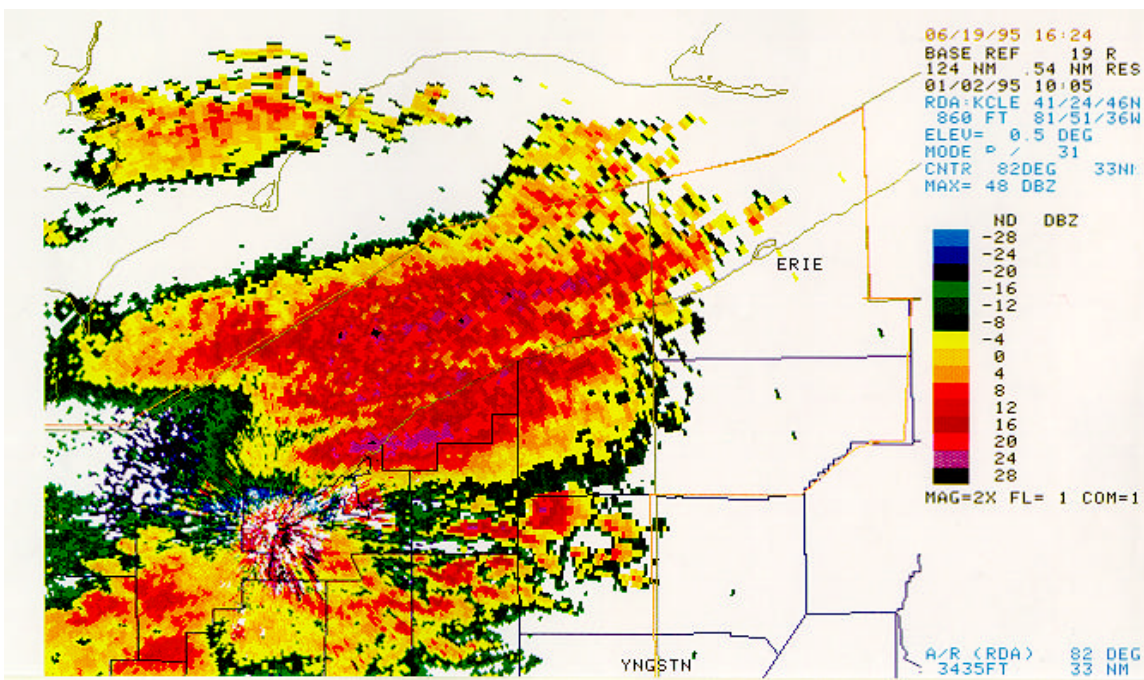 06/19/95 16:24
BASE REF 19 R
124 NM .54 NM RES
01/02/95 10:05
RDA:KCLE 41/24/46N
860 FT 81/51/36W
ELEV= 0.5 DEG
MODE P / 31
CNTR 82DEG 33NM
MAX= 48 DBZ
ND DBZ
-28
-24
-20
-16
-12
-8
-4
0
4
8
12
16
20
24
28
MAG=2X FL= 1 COM=1
ERIE
YNGSTN
A/R (RDA) 82 DEG
3435FT 33 NM